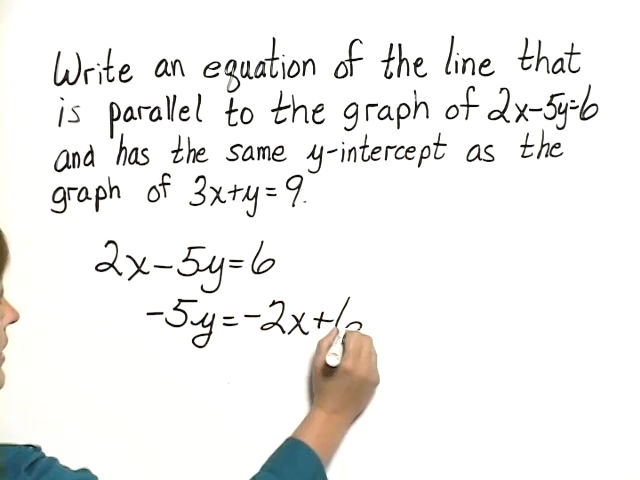 Write an equation of the line that
is parallel to the graph of 2x-5y=6
and has the same y-intercept as the
graph of 3x+y=9.
2x-5y=6
-5y=-2x+6